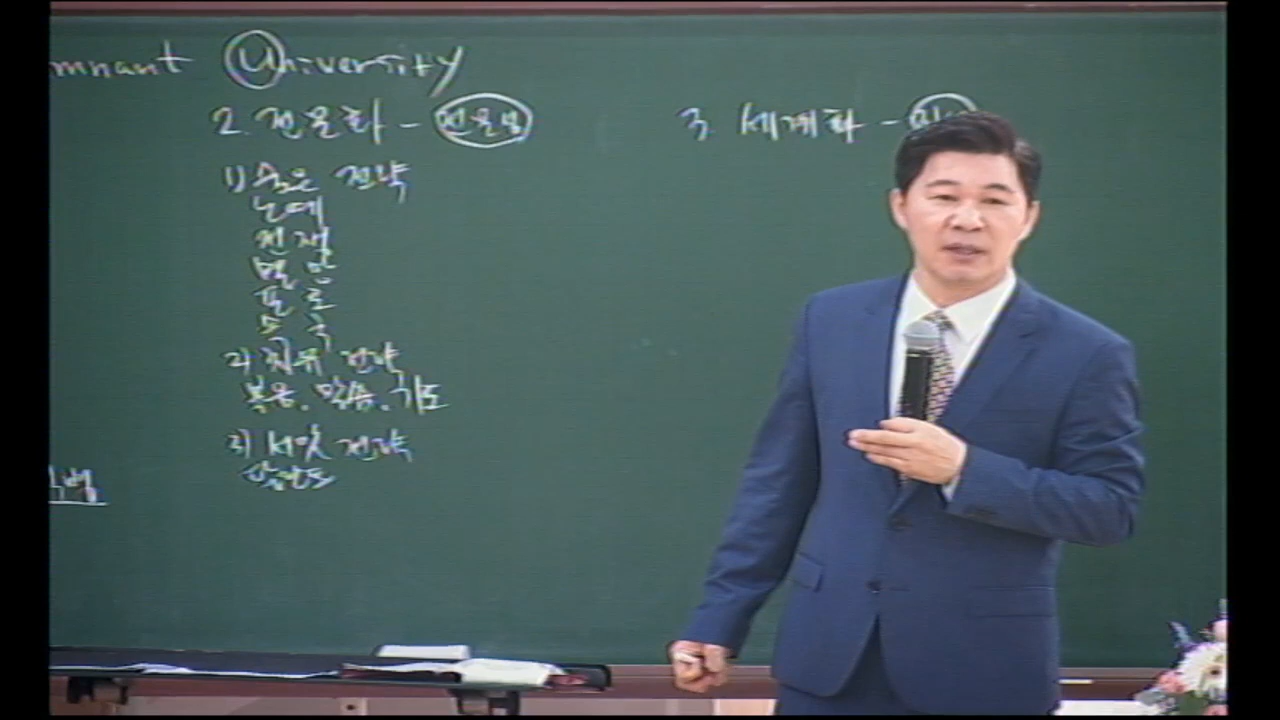 mnant University
2. 전문화 - 전문성
3. 세계화 -
1) 숨은 전략
노예
전쟁
멸망
포로
속국
2) 치유 전략
복음. 말씀. 기도
3) 서밋 전략